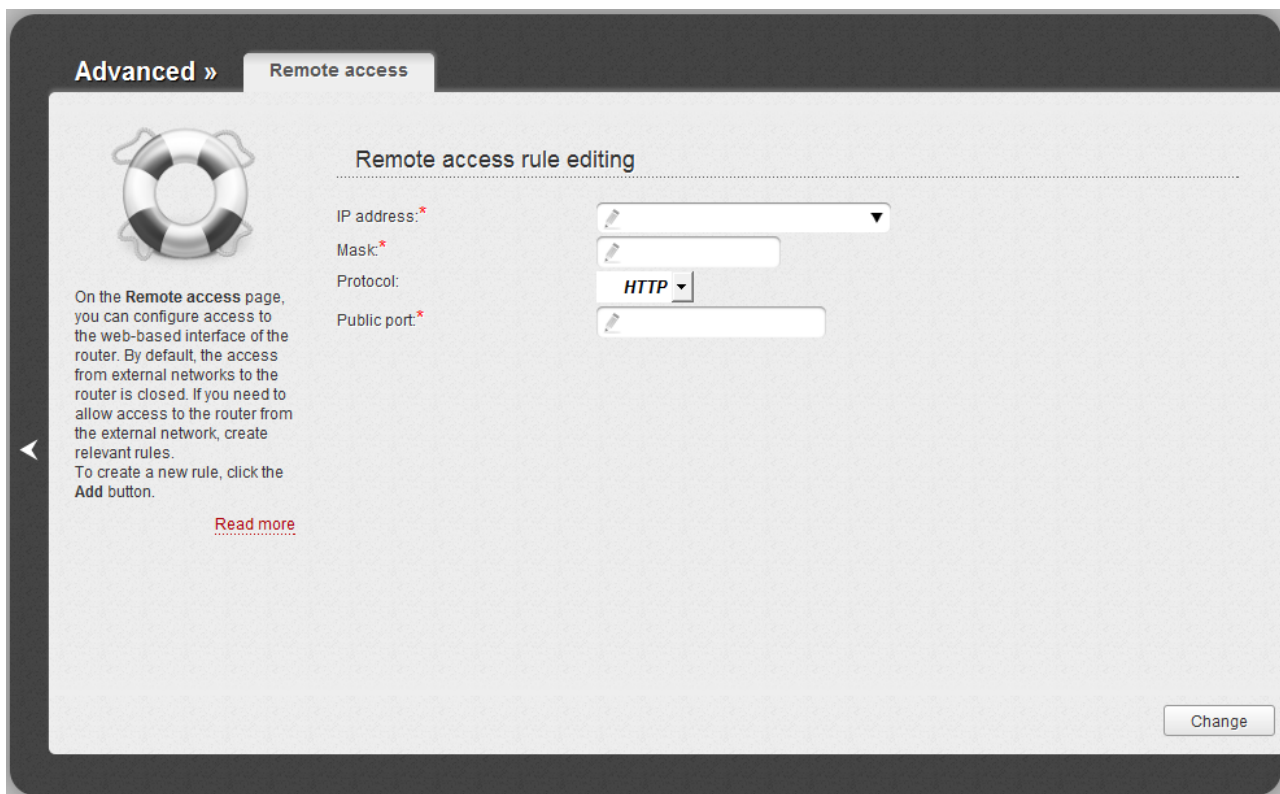 Advanced »
Remote access
Remote access rule editing
IP address:*
Mask:*
Protocol:
HTTP
Public port:*
On the Remote access page,
you can configure access to
the web-based interface of the
router. By default, the access
from external networks to the
router is closed. If you need to
allow access to the router from
the external network, create
relevant rules.
To create a new rule, click the
Add button.
Read more
Change